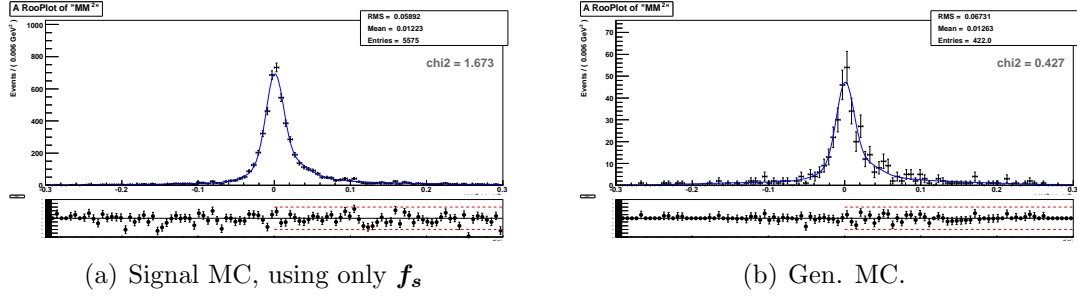 A RooPlot of "MM²"
RMS = 0.05892
Mean = 0.01223
Entries = 5575
chi2 = 1.673
Events / ( 0.006 GeV² )
1000
800
600
400
200
0
-0.3 -0.2 -0.1 0 0.1 0.2 0.3
(a) Signal MC, using only f_s
A RooPlot of "MM²"
RMS = 0.06731
Mean = 0.01263
Entries = 422.0
chi2 = 0.427
Events / ( 0.006 GeV² )
70
60
50
40
30
20
10
0
-0.3 -0.2 -0.1 0 0.1 0.2 0.3
(b) Gen. MC.